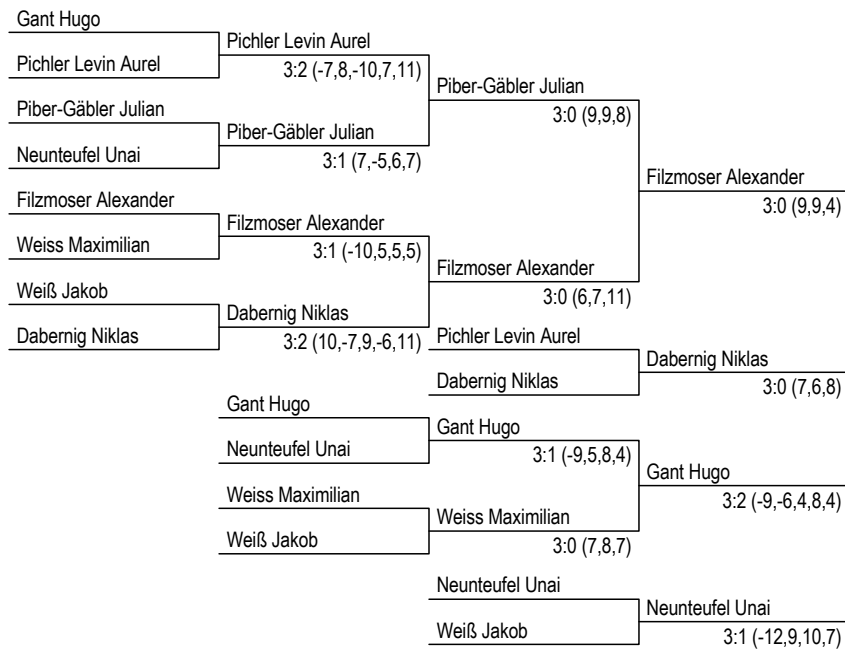 Gant Hugo
Pichler Levin Aurel
Pichler Levin Aurel
3:2 (-7,8,-10,7,11)
Piber-Gäbler Julian
3:0 (9,9,8)
Piber-Gäbler Julian
Piber-Gäbler Julian
Neunteufel Unai
3:1 (7,-5,6,7)
Filzmoser Alexander
3:0 (9,9,4)
Filzmoser Alexander
Filzmoser Alexander
Weiss Maximilian
3:1 (-10,5,5,5)
Filzmoser Alexander
3:0 (6,7,11)
Weiß Jakob
Dabernig Niklas
Dabernig Niklas
3:2 (10,-7,9,-6,11)
Pichler Levin Aurel
Dabernig Niklas
Dabernig Niklas
3:0 (7,6,8)
Gant Hugo
Gant Hugo
Neunteufel Unai
3:1 (-9,5,8,4)
Gant Hugo
3:2 (-9,-6,4,8,4)
Weiss Maximilian
Weiss Maximilian
Weiß Jakob
3:0 (7,8,7)
Neunteufel Unai
Neunteufel Unai
Weiß Jakob
3:1 (-12,9,10,7)